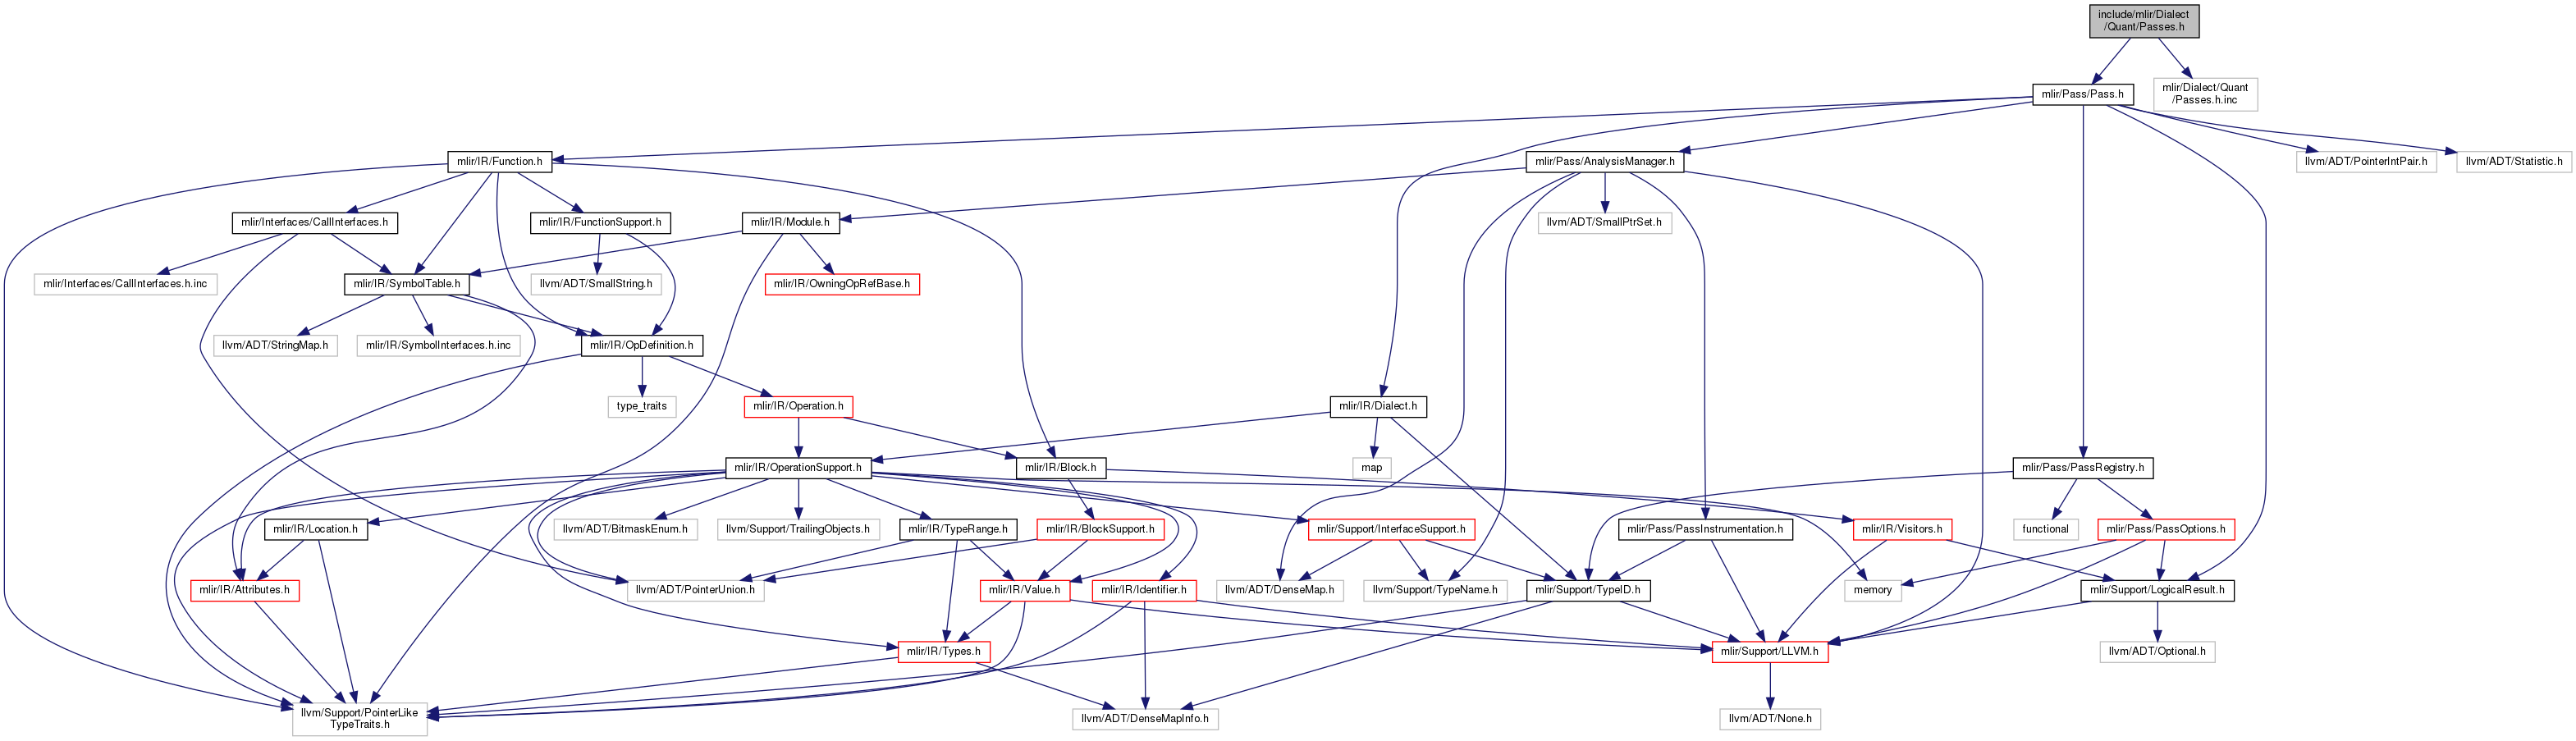 include/mlir/Dialect
/Quant/Passes.h
mlir/Pass/Pass.h
mlir/Dialect/Quant
/Passes.h.inc
mlir/IR/Function.h
mlir/Pass/AnalysisManager.h
llvm/ADT/PointerIntPair.h
llvm/ADT/Statistic.h
mlir/Interfaces/CallInterfaces.h
mlir/IR/FunctionSupport.h
mlir/IR/Module.h
llvm/ADT/SmallPtrSet.h
mlir/Interfaces/CallInterfaces.h.inc
mlir/IR/SymbolTable.h
llvm/ADT/SmallString.h
mlir/IR/OwningOpRefBase.h
llvm/ADT/StringMap.h
mlir/IR/SymbolInterfaces.h.inc
mlir/IR/OpDefinition.h
type_traits
mlir/IR/Operation.h
mlir/IR/Dialect.h
mlir/IR/OperationSupport.h
mlir/IR/Block.h
map
mlir/Pass/PassRegistry.h
mlir/IR/Location.h
llvm/ADT/BitmaskEnum.h
llvm/Support/TrailingObjects.h
mlir/IR/TypeRange.h
mlir/IR/BlockSupport.h
mlir/Support/InterfaceSupport.h
mlir/Pass/PassInstrumentation.h
mlir/IR/Visitors.h
functional
mlir/Pass/PassOptions.h
mlir/IR/Attributes.h
llvm/ADT/PointerUnion.h
mlir/IR/Value.h
mlir/IR/Identifier.h
llvm/ADT/DenseMap.h
llvm/Support/TypeName.h
mlir/Support/TypeID.h
memory
mlir/Support/LogicalResult.h
mlir/IR/Types.h
mlir/Support/LLVM.h
llvm/ADT/Optional.h
llvm/Support/PointerLike
TypeTraits.h
llvm/ADT/DenseMapInfo.h
llvm/ADT/None.h